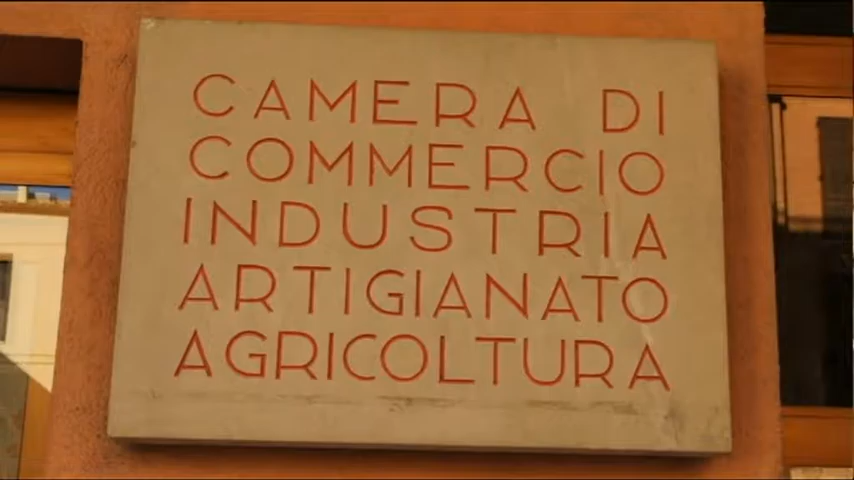 CAMERA DI
COMMERCIO
INDUSTRIA
ARTIGIANATO
AGRICOLTURA